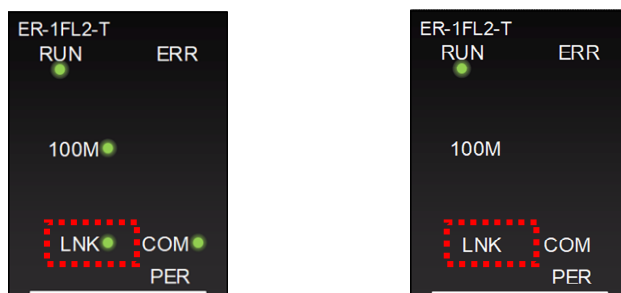 ER-1FL2-T
RUN ERR
100M
LNK COM
PER
ER-1FL2-T
RUN ERR
100M
LNK COM
PER